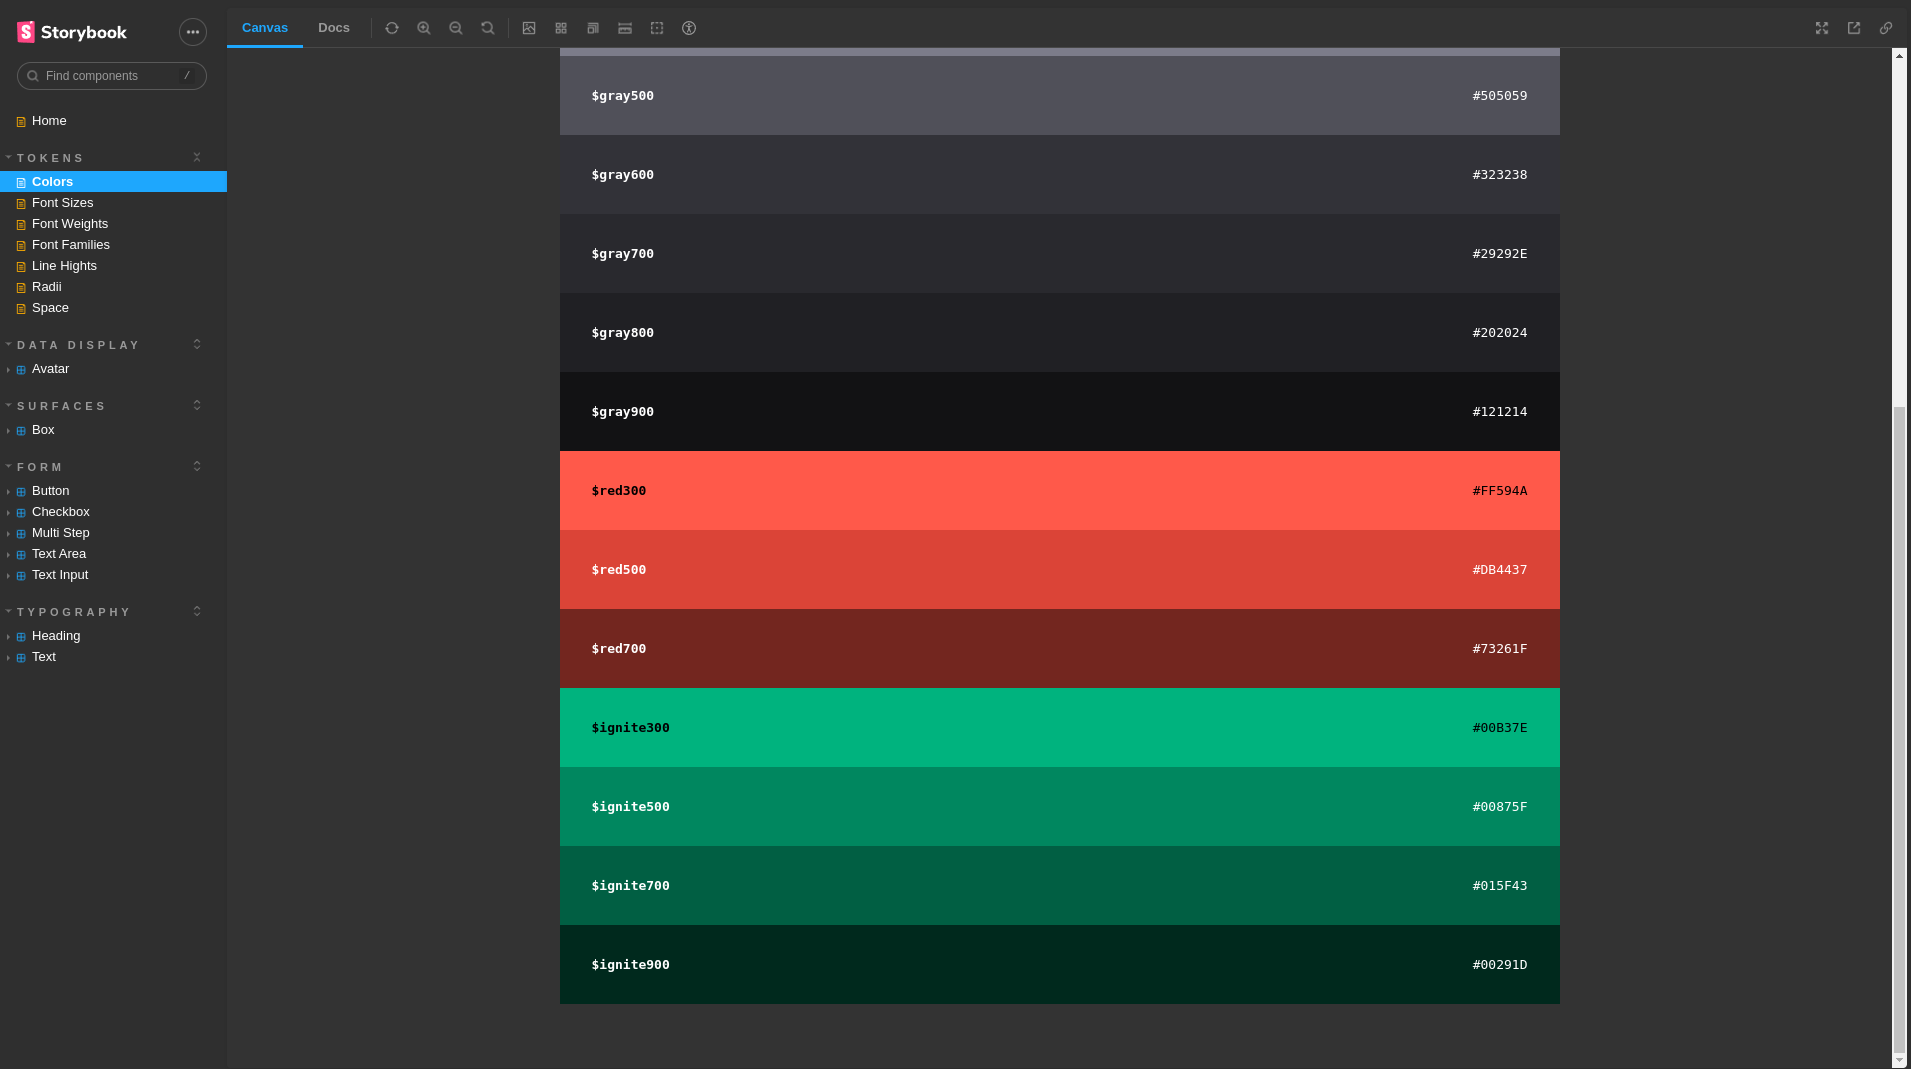 Storybook
Canvas
Docs
Find components
/
Home
TOKENS
Colors
Font Sizes
Font Weights
Font Families
Line Hights
Radii
Space
DATA DISPLAY
Avatar
SURFACES
Box
FORM
Button
Checkbox
Multi Step
Text Area
Text Input
TYPOGRAPHY
Heading
Text
$gray500 #505059
$gray600 #323238
$gray700 #29292E
$gray800 #202024
$gray900 #121214
$red300 #FF594A
$red500 #DB4437
$red700 #73261F
$ignite300 #00B37E
$ignite500 #00875F
$ignite700 #015F43
$ignite900 #00291D